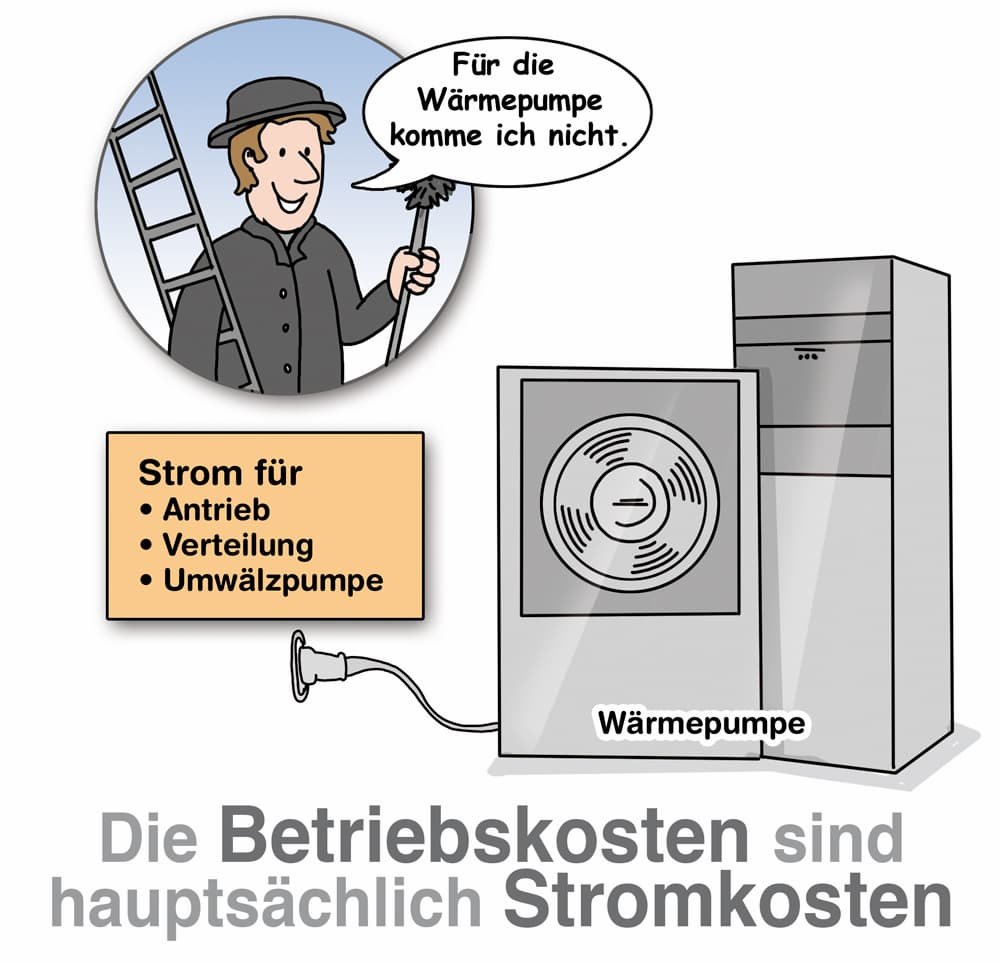 Für die
Wärmepumpe
komme ich nicht.
Strom für
• Antrieb
• Verteilung
• Umwälzpumpe
Wärmepumpe
Die Betriebskosten sind
hauptsächlich Stromkosten